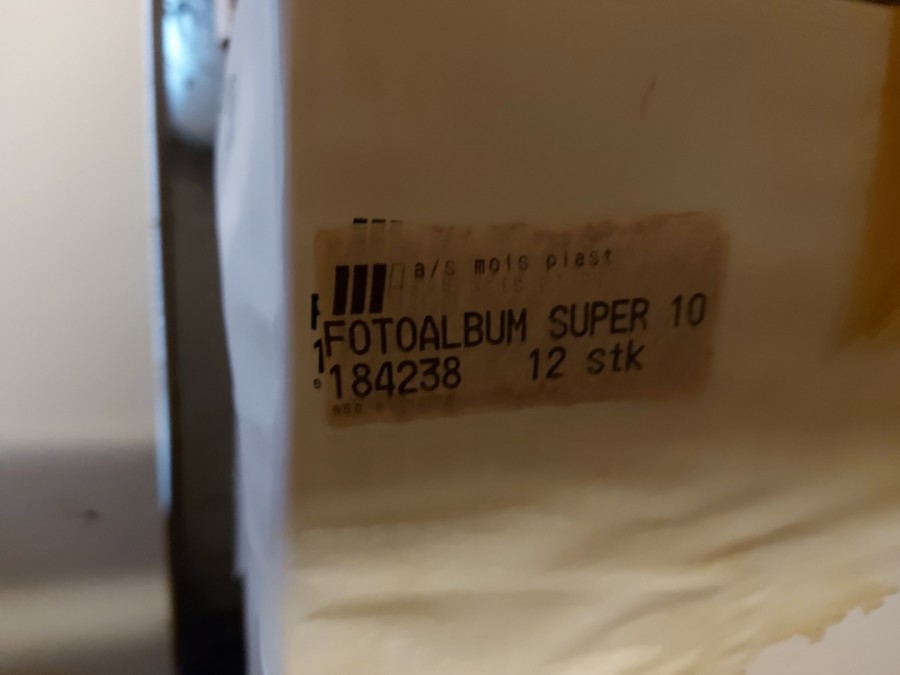 a/s mols plast
FOTOALBUM SUPER 10
184238 12 stk